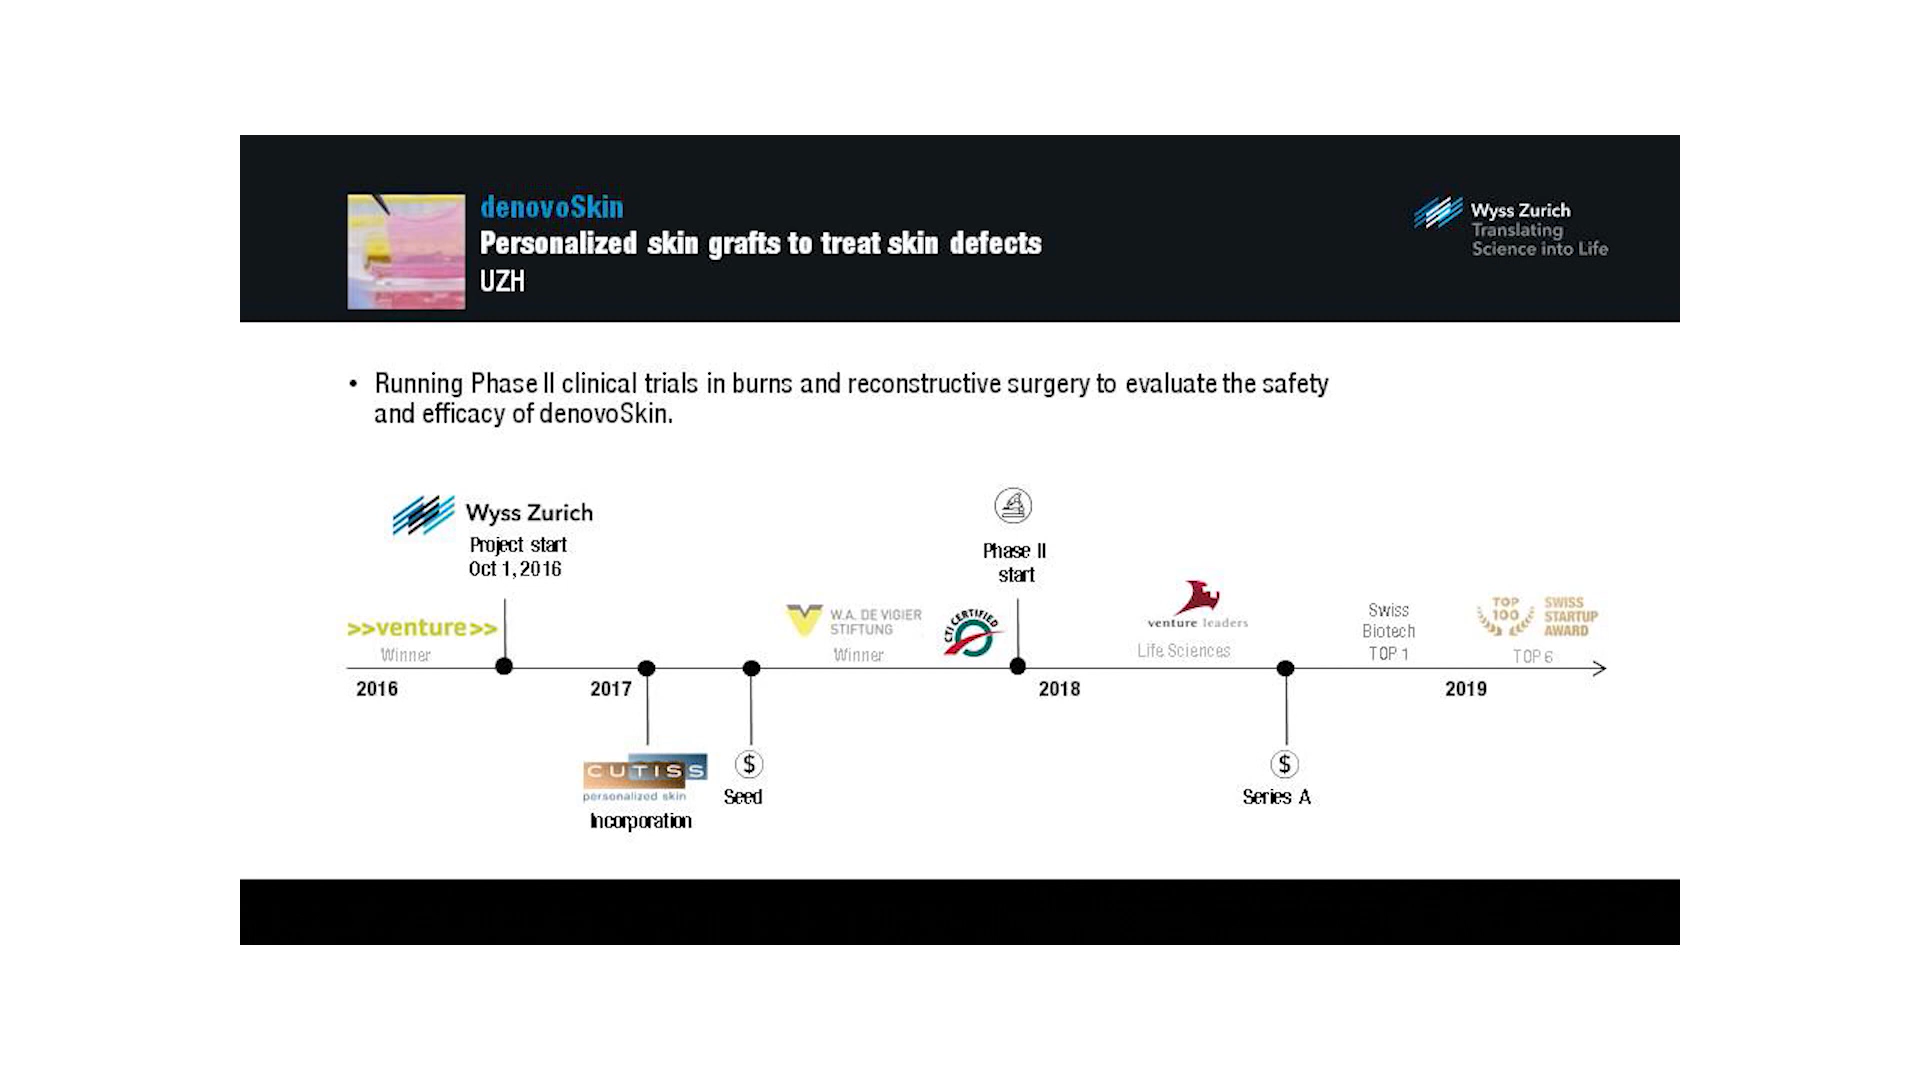 denovoSkin
Personalized skin grafts to treat skin defects
UZH
Wyss Zurich
Translating
Science into Life
• Running Phase II clinical trials in burns and reconstructive surgery to evaluate the safety
and efficacy of denovoSkin.
Wyss Zurich
Project start
Oct 1, 2016
>>venture>>
Winner
W.A. DE VIGIER
STIFTUNG
Winner
CTI CERTIFIED
Phase II
start
venture leaders
Life Sciences
Swiss
Biotech
TOP 1
TOP
100
SWISS
STARTUP
AWARD
TOP 6
2016
2017
2018
2019
CUTISS
personalized skin
Incorporation
$
Seed
$
Series A